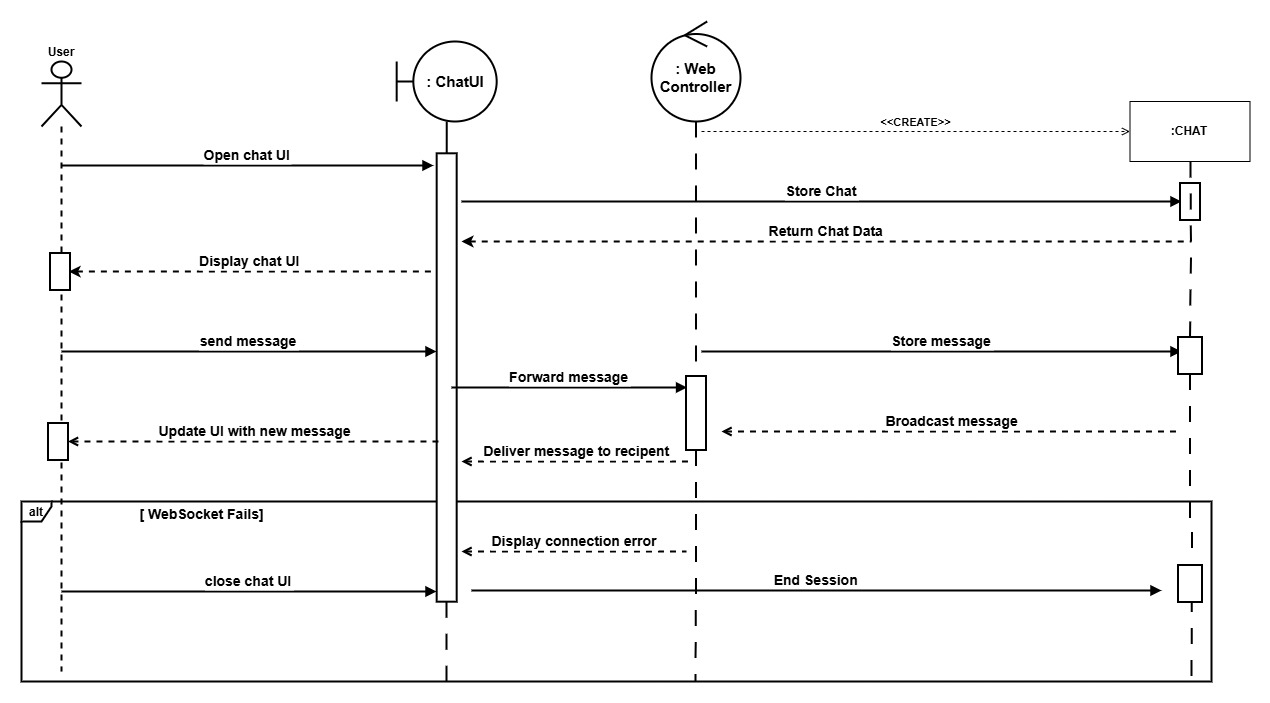 User
: ChatUI
: Web
Controller
<<CREATE>>
:CHAT
Open chat UI
Store Chat
Return Chat Data
Display chat UI
send message
Store message
Forward message
Broadcast message
Update UI with new message
Deliver message to recipent
alt
[ WebSocket Fails]
Display connection error
close chat UI
End Session